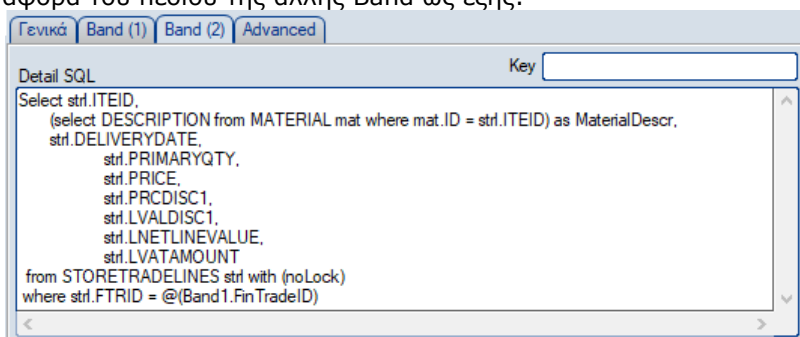 άφορα του πεδίου της άλλης Band ως εξής:
Γενικά Band (1) Band (2) Advanced
Detail SQL Key
Select strl.ITEID,
(select DESCRIPTION from MATERIAL mat where mat.ID = strl.ITEID) as MaterialDescr,
strl.DELIVERYDATE,
strl.PRIMARYQTY,
strl.PRICE,
strl.PRCDISC1,
strl.LVALDISC1,
strl.LNETLINEVALUE,
strl.LVATAMOUNT
from STORETRADELINES strl with (noLock)
where strl.FTRID = @(Band1.FinTradeID)